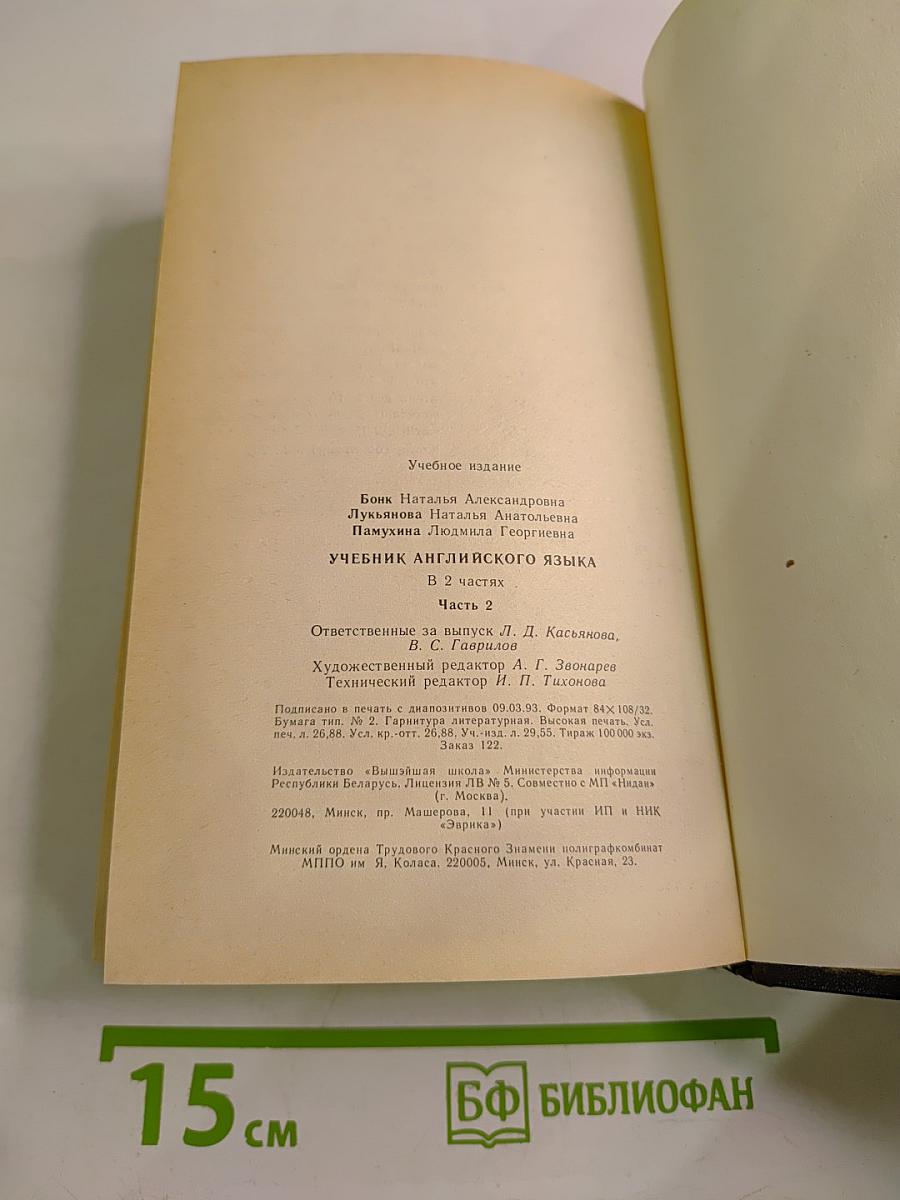 Учебное издание
Бонк Наталья Александровна
Лукьянова Наталья Анатольевна
Памухина Людмила Георгиевна
УЧЕБНИК АНГЛИЙСКОГО ЯЗЫКА
В 2 частях
Часть 2
Ответственные за выпуск Л. Д. Касьянова,
В. С. Гаврилов
Художественный редактор А. Г. Звонарев
Технический редактор И. П. Тихонова
Подписано в печать с диапозитивов 09.03.93. Формат 84×108/32.
Бумага тип. № 2. Гарнитура литературная. Высокая печать. Усл.
печ. л. 26,88. Усл. кр.-отт. 26,88. Уч.-изд. л. 29,55. Тираж 100 000 экз.
Заказ 122.
Издательство «Вышэйшая школа» Министерства информации
Республики Беларусь. Лицензия ЛВ № 5. Совместно с МП «Нидан»
(г. Москва).
220048, Минск, пр. Машерова, 11 (при участии ИП и НИК
«Эврика»)
Минский ордена Трудового Красного Знамени полиграфкомбинат
МППО им Я. Коласа. 220005, Минск, ул. Красная, 23.
15 см
БФ БИБЛИОФАН